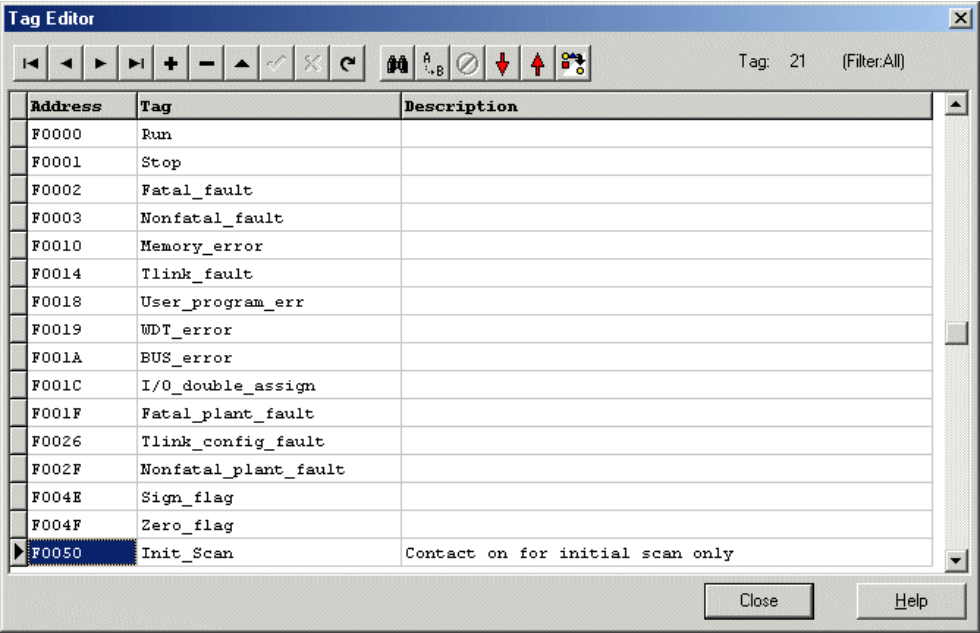 Tag Editor
A B Tag: 21 (Filter:All)
Address Tag Description
F0000 Run
F0001 Stop
F0002 Fatal_fault
F0003 Nonfatal_fault
F0010 Memory_error
F0014 Tlink_fault
F0018 User_program_err
F0019 WDT_error
F001A BUS_error
F001C I/O_double_assign
F001F Fatal_plant_fault
F0026 Tlink_config_fault
F002F Nonfatal_plant_fault
F004E Sign_flag
F004F Zero_flag
F0050 Init_Scan Contact on for initial scan only
Close Help